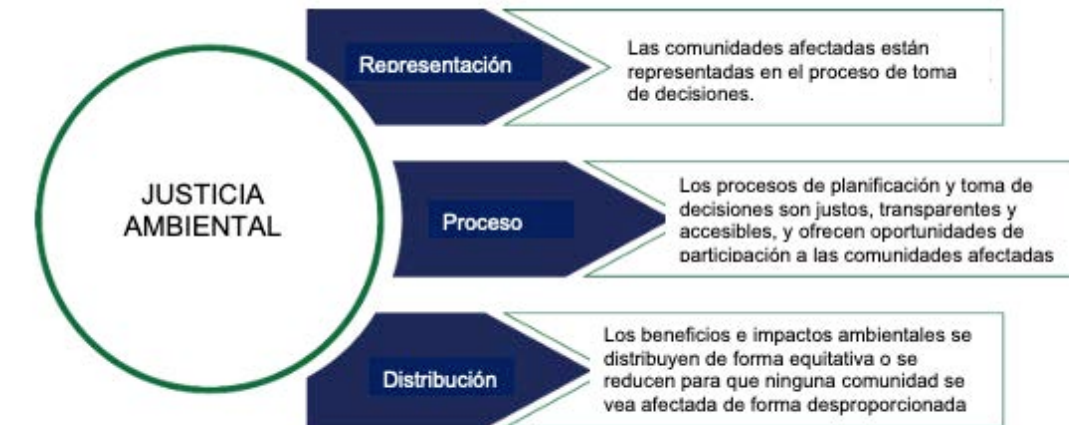 JUSTICIA
AMBIENTAL
Representación
Las comunidades afectadas están
representadas en el proceso de toma
de decisiones.
Proceso
Los procesos de planificación y toma de
decisiones son justos, transparentes y
accesibles, y ofrecen oportunidades de
participación a las comunidades afectadas
Distribución
Los beneficios e impactos ambientales se
distribuyen de forma equitativa o se
reducen para que ninguna comunidad se
vea afectada de forma desproporcionada